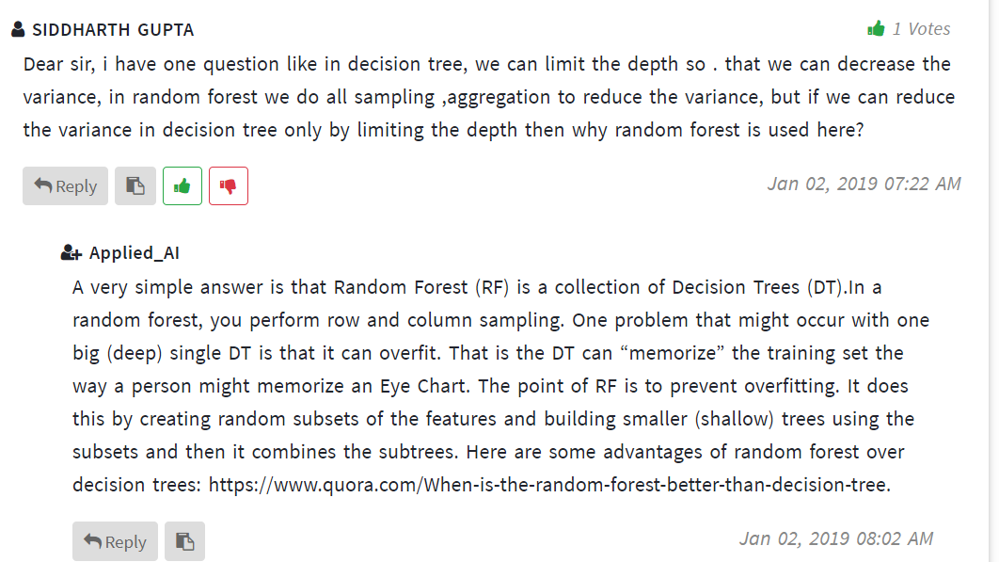 SIDDHARTH GUPTA
1 Votes
Dear sir, i have one question like in decision tree, we can limit the depth so . that we can decrease the
variance, in random forest we do all sampling ,aggregation to reduce the variance, but if we can reduce
the variance in decision tree only by limiting the depth then why random forest is used here?
Reply
Jan 02, 2019 07:22 AM
Applied_AI
A very simple answer is that Random Forest (RF) is a collection of Decision Trees (DT).In a
random forest, you perform row and column sampling. One problem that might occur with one
big (deep) single DT is that it can overfit. That is the DT can “memorize” the training set the
way a person might memorize an Eye Chart. The point of RF is to prevent overfitting. It does
this by creating random subsets of the features and building smaller (shallow) trees using the
subsets and then it combines the subtrees. Here are some advantages of random forest over
decision trees: https://www.quora.com/When-is-the-random-forest-better-than-decision-tree.
Reply
Jan 02, 2019 08:02 AM